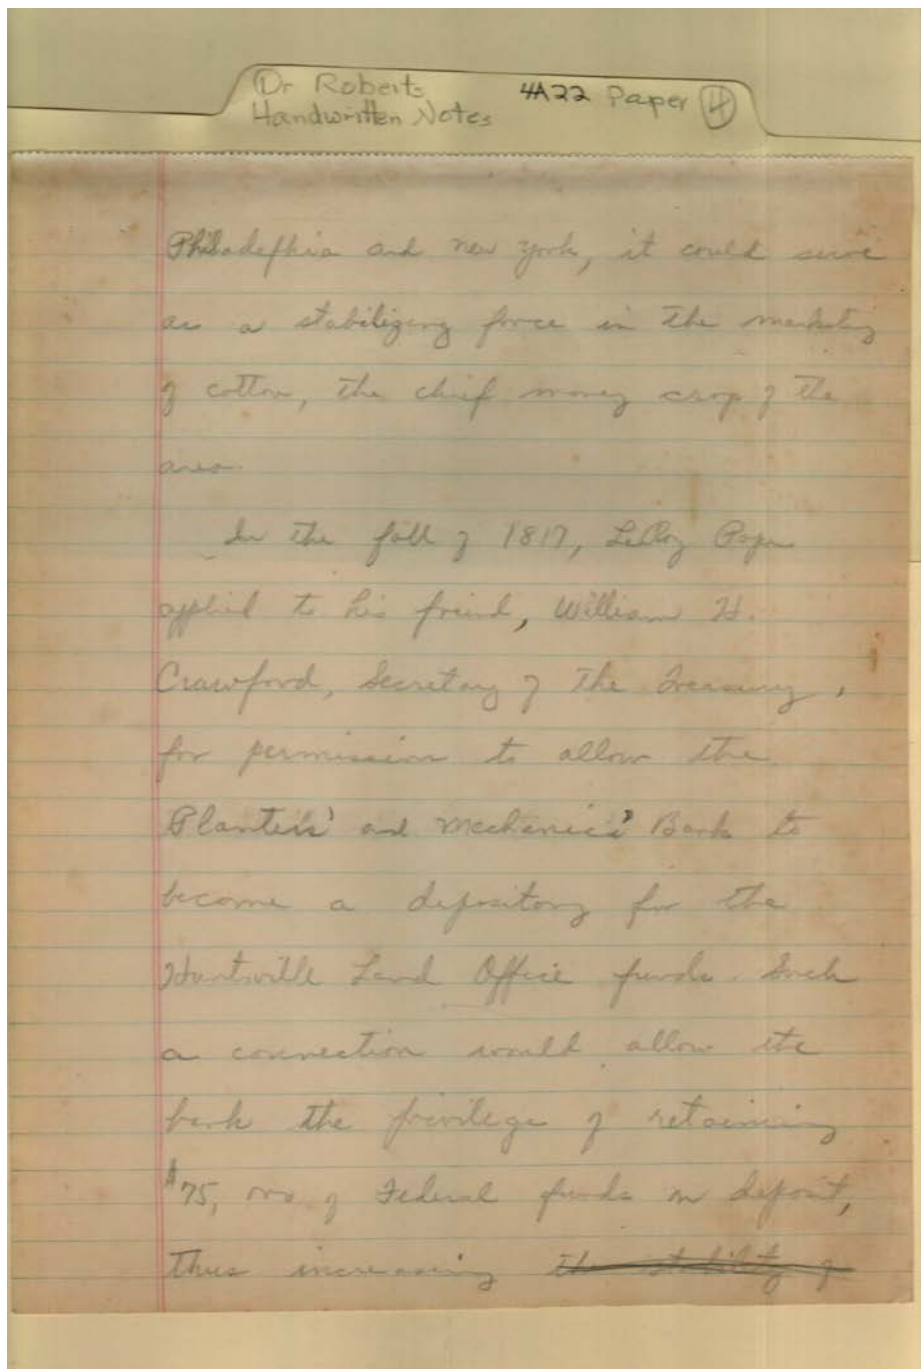 Dr Roberts 4A22 Paper 4
Handwritten Notes
Philadelphia and New York, it could serve
as a stabilizing force in the marketing
of cotton, the chief money crop of the
area.
In the fall of 1817, LeRoy Pope
applied to his friend, William H.
Crawford, Secretary of the Treasury,
for permission to allow the
Planters' and Mechanics' Bank to
become a depository for the
Huntsville Land Office funds. Such
a connection would allow the
bank the privilege of retaining
$75,000 of Federal funds on deposit,
thus increasing the stability of